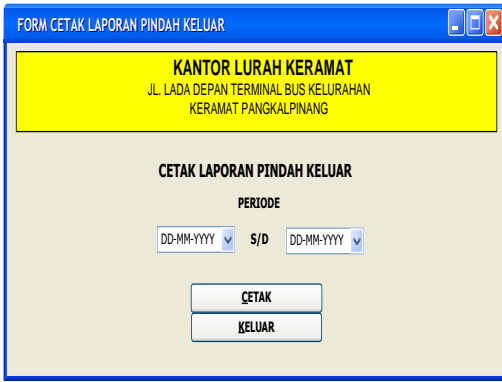 FORM CETAK LAPORAN PINDAH KELUAR
KANTOR LURAH KERAMAT
JL. LADA DEPAN TERMINAL BUS KELURAHAN
KERAMAT PANGKALPINANG
CETAK LAPORAN PINDAH KELUAR
PERIODE
DD-MM-YYYY S/D DD-MM-YYYY
CETAK
KELUAR